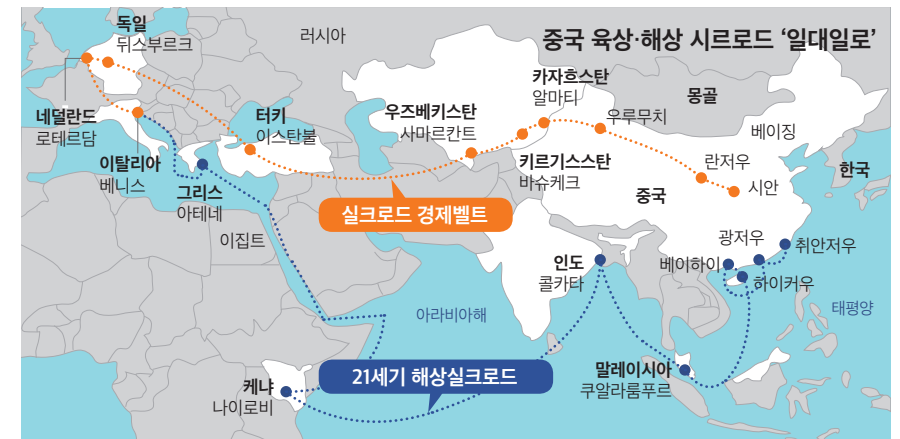 중국 육상·해상 시르로드 ‘일대일로’
독일
뒤스부르크
러시아
네덜란드
로테르담
이탈리아
베니스
그리스
아테네
터키
이스탄불
이집트
우즈베키스탄
사마르칸트
카자흐스탄
알마티
키르기스스탄
바슈케크
우루무치
몽골
베이징
란저우
시안
한국
중국
실크로드 경제벨트
광저우
취안저우
베이하이
하이커우
인도
콜카타
아라비아해
태평양
말레이시아
쿠알라룸푸르
21세기 해상실크로드
케냐
나이로비